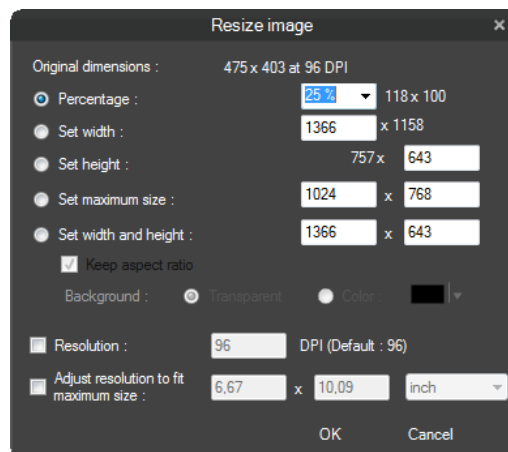 Resize image
Original dimensions : 475 x 403 at 96 DPI
Percentage : 25 % 118 x 100
Set width : 1366 x 1158
Set height : 757 x 643
Set maximum size : 1024 x 768
Set width and height : 1366 x 643
Keep aspect ratio
Background : Transparent Color :
Resolution : 96 DPI (Default : 96)
Adjust resolution to fit
maximum size : 6,67 x 10,09 inch
OK Cancel